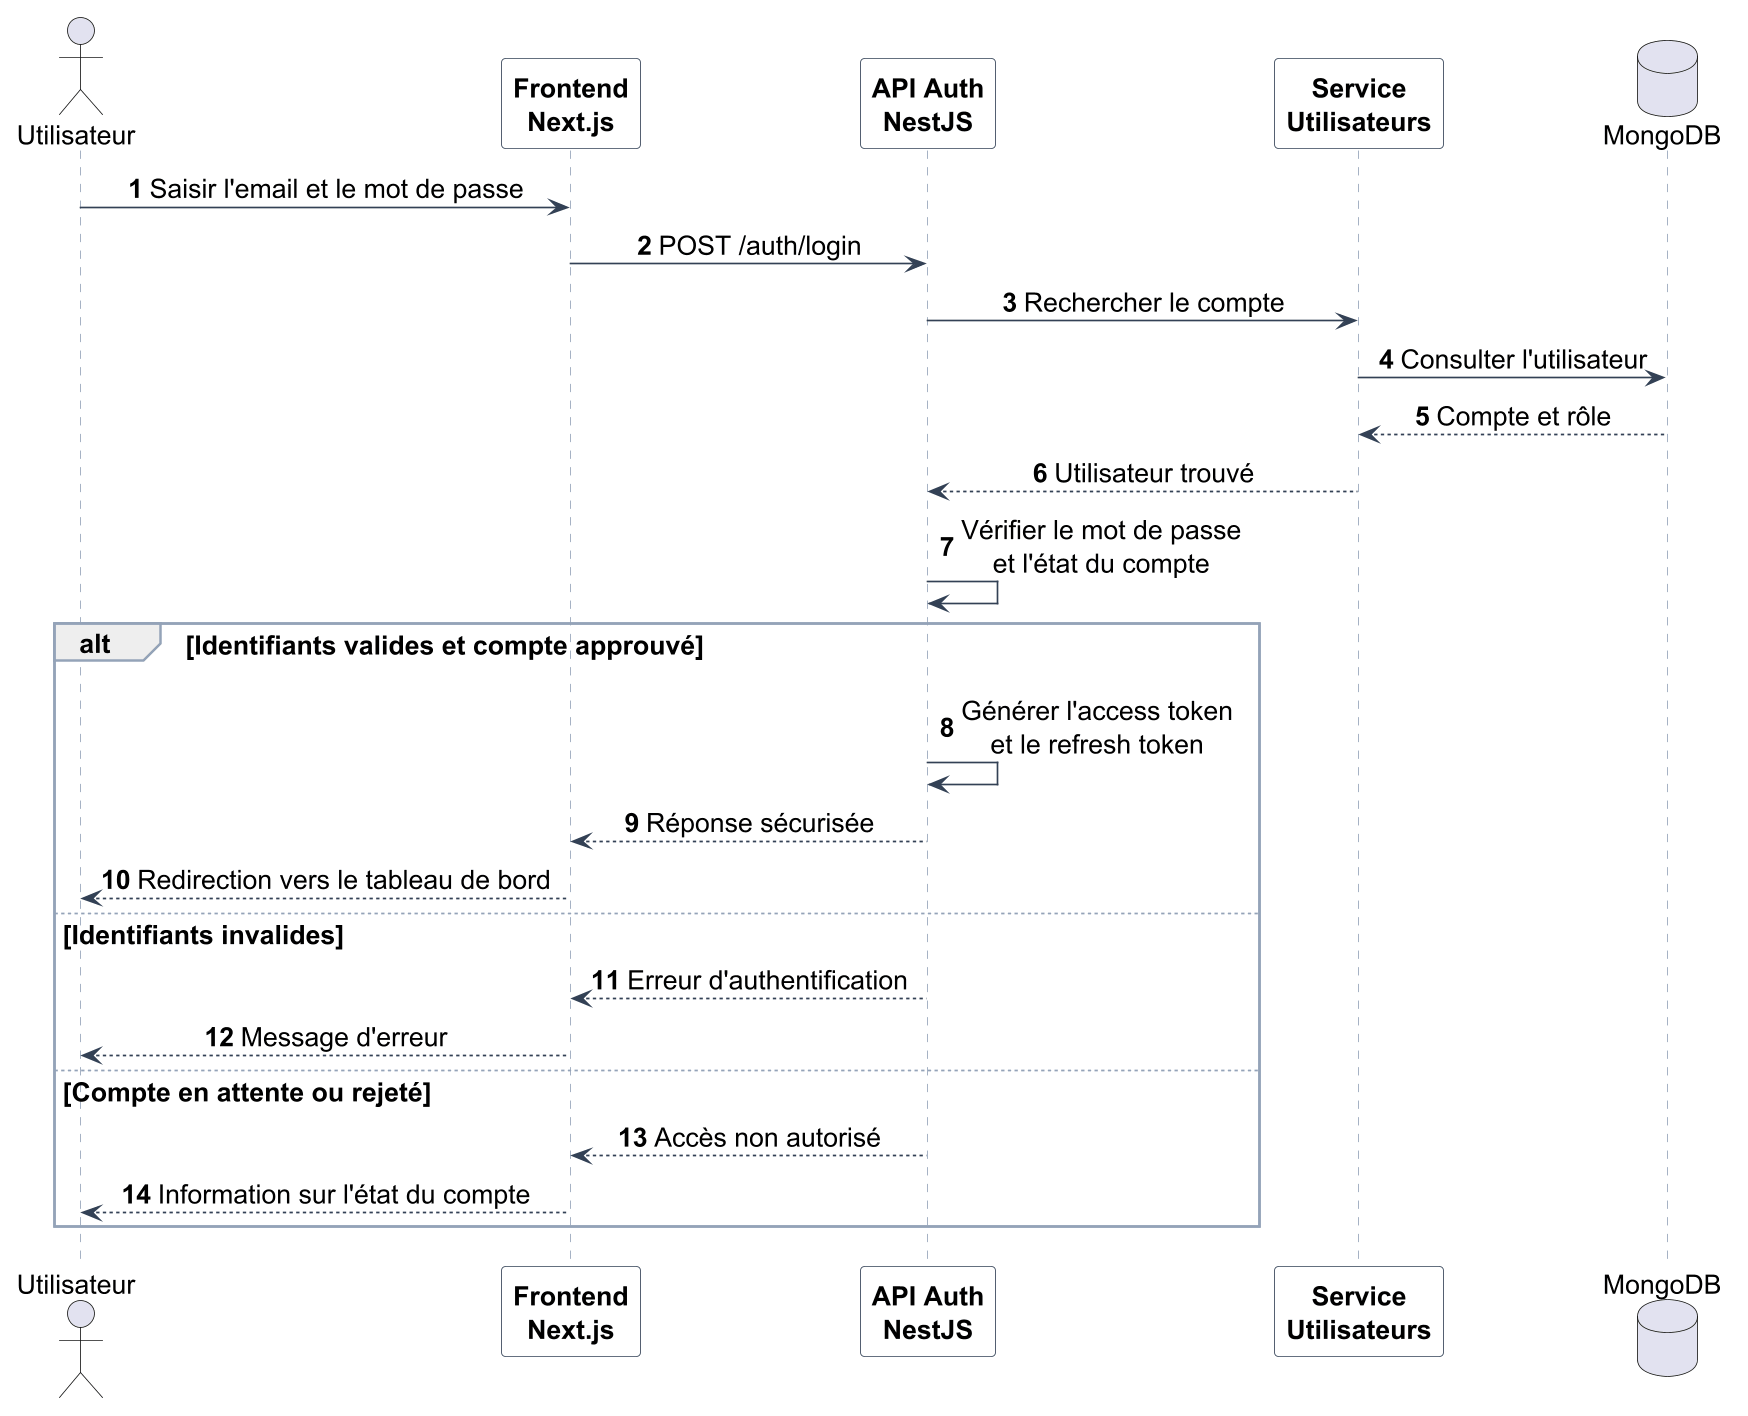 Utilisateur
Frontend
Next.js
API Auth
NestJS
Service
Utilisateurs
MongoDB
1 Saisir l'email et le mot de passe
2 POST /auth/login
3 Rechercher le compte
4 Consulter l'utilisateur
5 Compte et rôle
6 Utilisateur trouvé
7 Vérifier le mot de passe
et l'état du compte
alt [Identifiants valides et compte approuvé]
8 Générer l'access token
et le refresh token
9 Réponse sécurisée
10 Redirection vers le tableau de bord
[Identifiants invalides]
11 Erreur d'authentification
12 Message d'erreur
[Compte en attente ou rejeté]
13 Accès non autorisé
14 Information sur l'état du compte
Utilisateur
Frontend
Next.js
API Auth
NestJS
Service
Utilisateurs
MongoDB